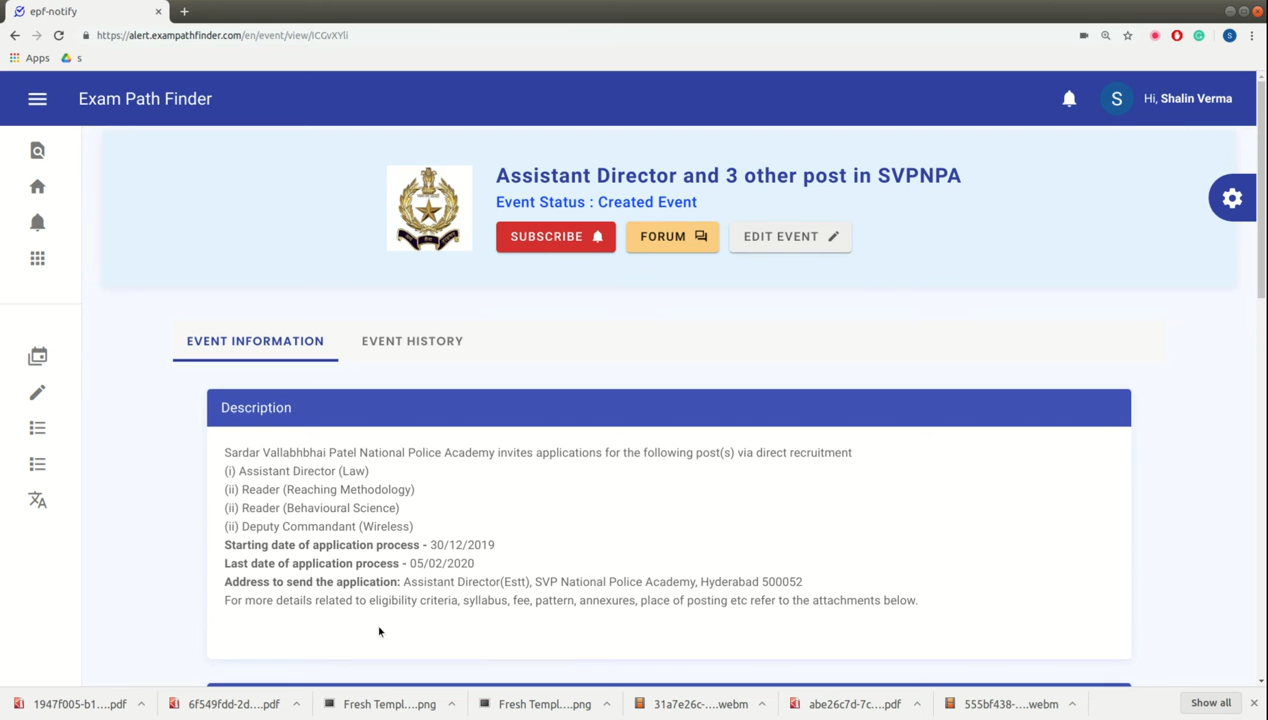 epf-notify
https://alert.exampathfinder.com/en/event/view/ICGvXYli
S
Apps
s
Exam Path Finder
S
Hi, Shalin Verma
Assistant Director and 3 other post in SVPNPA
Event Status : Created Event
SUBSCRIBE
FORUM
EDIT EVENT
EVENT INFORMATION
EVENT HISTORY
Description
Sardar Vallabhbhai Patel National Police Academy invites applications for the following post(s) via direct recruitment
(i) Assistant Director (Law)
(ii) Reader (Reaching Methodology)
(ii) Reader (Behavioural Science)
(ii) Deputy Commandant (Wireless)
Starting date of application process - 30/12/2019
Last date of application process - 05/02/2020
Address to send the application: Assistant Director(Estt), SVP National Police Academy, Hyderabad 500052
For more details related to eligibility criteria, syllabus, fee, pattern, annexures, place of posting etc refer to the attachments below.
1947f005-b1....pdf
6f549fdd-2d....pdf
Fresh Templ....png
Fresh Templ....png
31a7e26c-....webm
abe26c7d-7c....pdf
555bf438-....webm
Show all